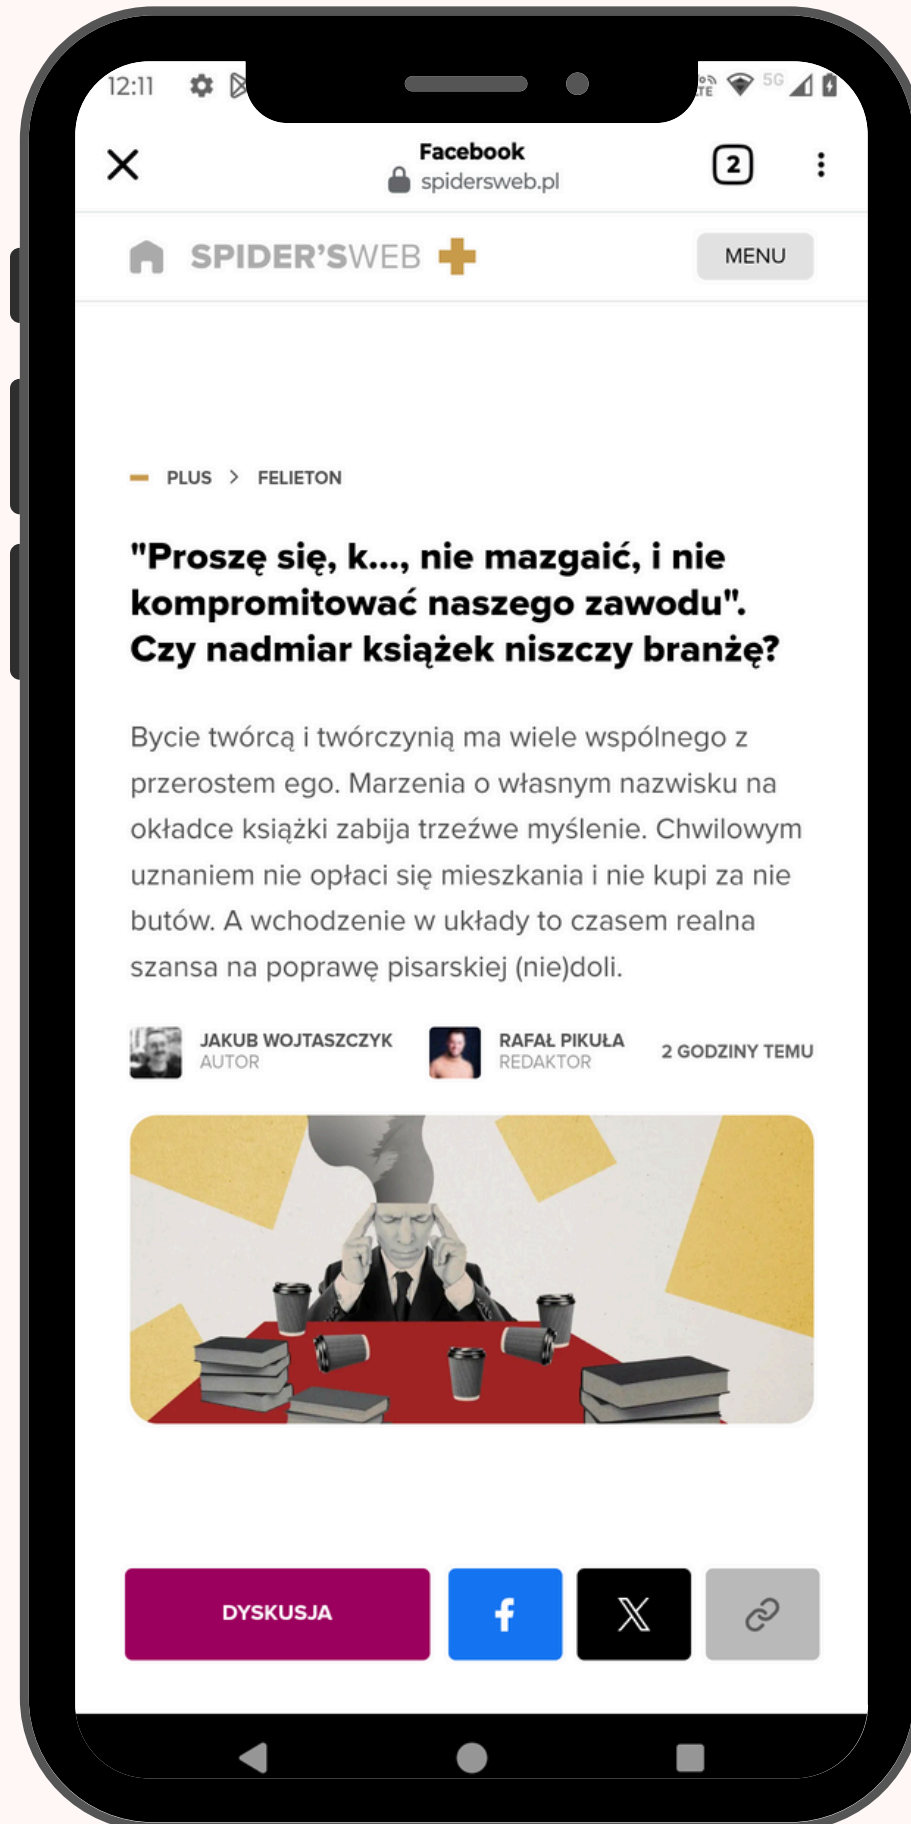 12:11
5G
Facebook
spidersweb.pl
2
SPIDER'SWEB
MENU
PLUS > FELIETON
"Proszę się, k..., nie mazgaić, i nie
kompromitować naszego zawodu".
Czy nadmiar książek niszczy branżę?
Bycie twórcą i twórczynią ma wiele wspólnego z
przerostem ego. Marzenia o własnym nazwisku na
okładce książki zabija trzeźwe myślenie. Chwilowym
uznaniem nie opłaci się mieszkania i nie kupi za nie
butów. A wchodzenie w układy to czasem realna
szansa na poprawę pisarskiej (nie)doli.
JAKUB WOJTASZCZYK
AUTOR
RAFAŁ PIKUŁA
REDAKTOR
2 GODZINY TEMU
DYSKUSJA